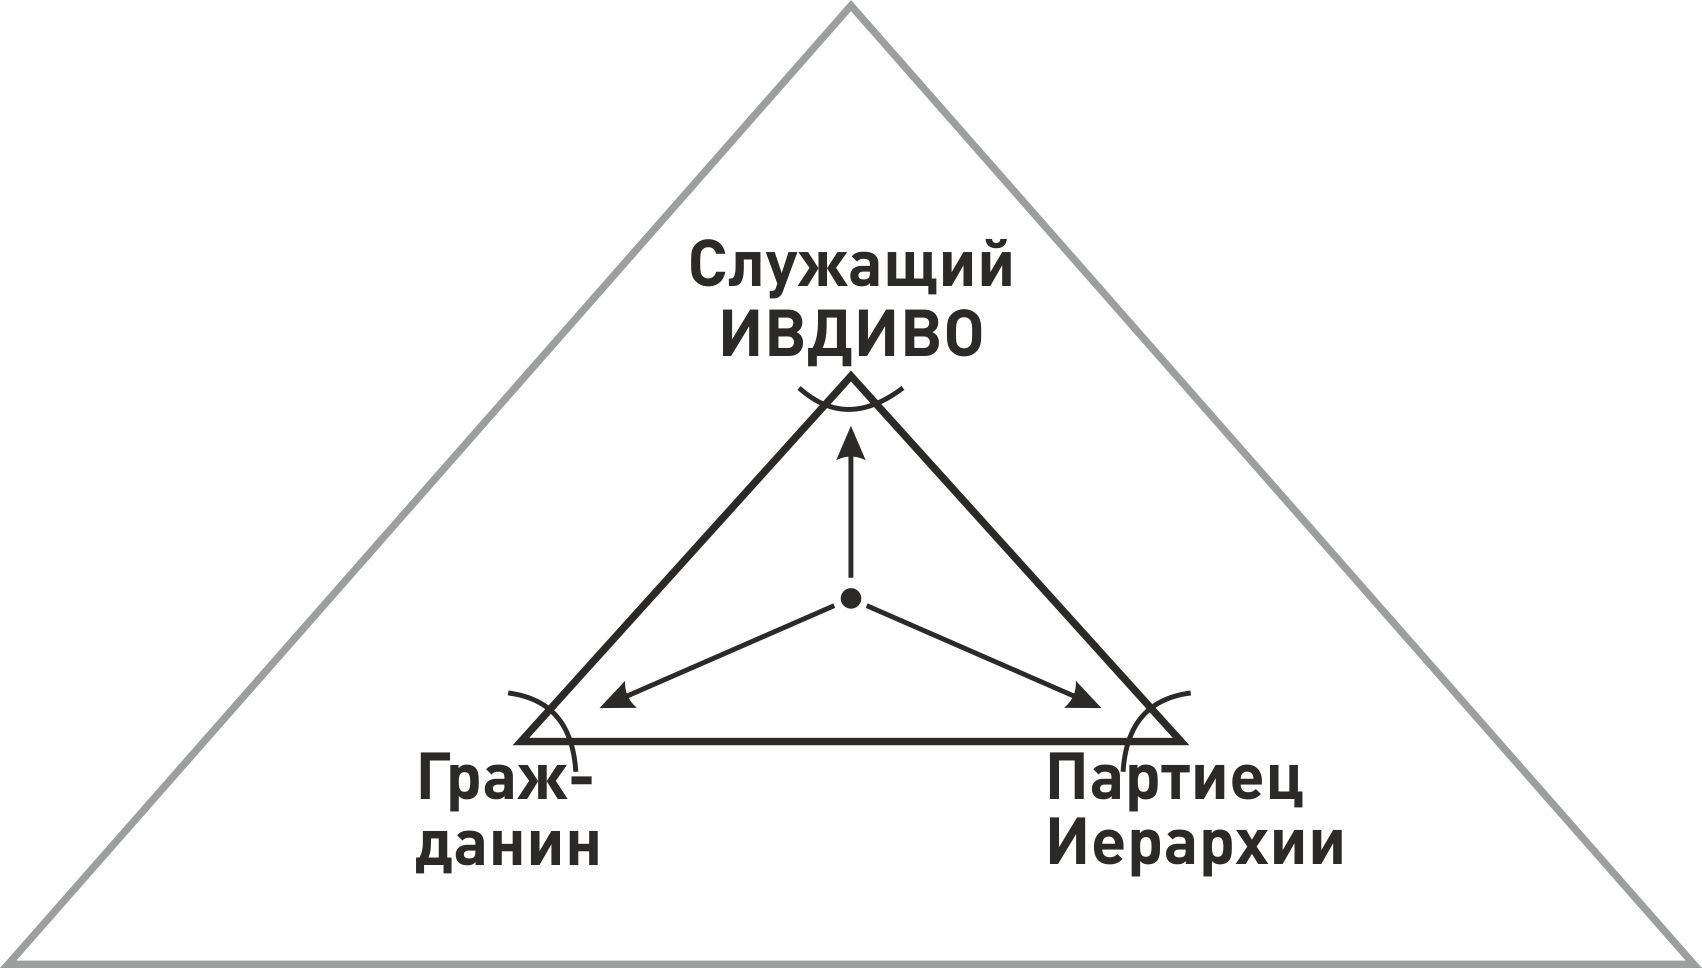 Служащий
ИВДИВО
Граж-
данин
Партиец
Иерархии